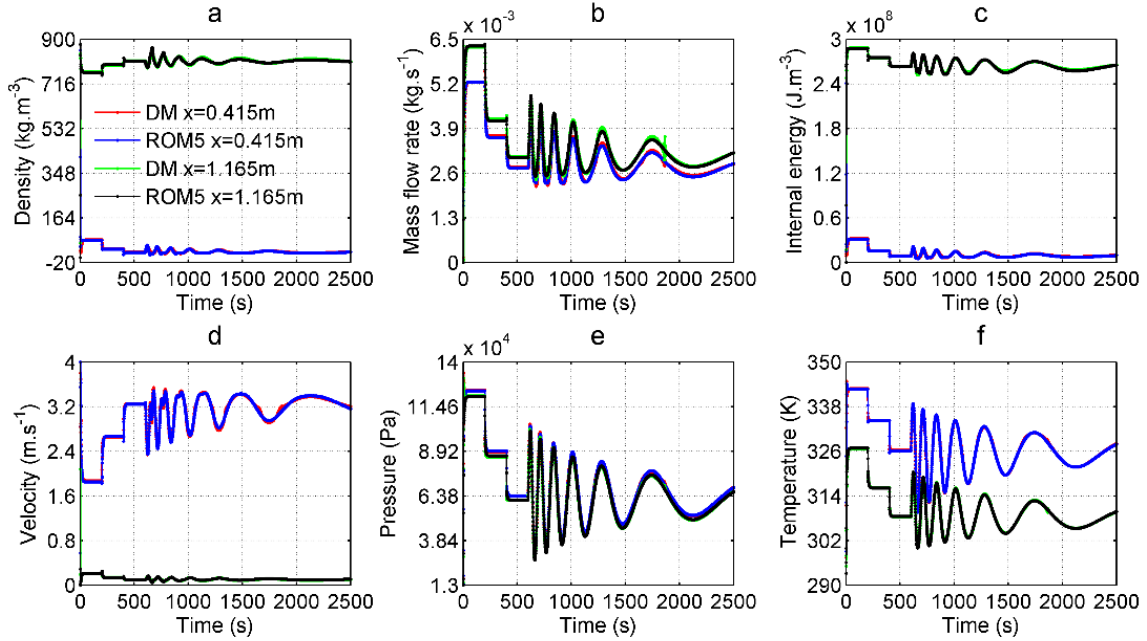 a
Density (kg.m-3)
900
716
532
348
164
-20
DM x=0.415m
ROM5 x=0.415m
DM x=1.165m
ROM5 x=1.165m
0 500 1000 1500 2000 2500
Time (s)
b
x 10-3
Mass flow rate (kg.s-1)
6.5
5.2
3.9
2.6
1.3
0
0 500 1000 1500 2000 2500
Time (s)
c
x 108
Internal energy (J.m-3)
3
2.4
1.8
1.2
0.6
0
0 500 1000 1500 2000 2500
Time (s)
d
Velocity (m.s-1)
4
3.2
2.4
1.6
0.8
0
0 500 1000 1500 2000 2500
Time (s)
e
x 104
Pressure (Pa)
14
11.46
8.92
6.38
3.84
1.3
0 500 1000 1500 2000 2500
Time (s)
f
Temperature (K)
350
338
326
314
302
290
0 500 1000 1500 2000 2500
Time (s)